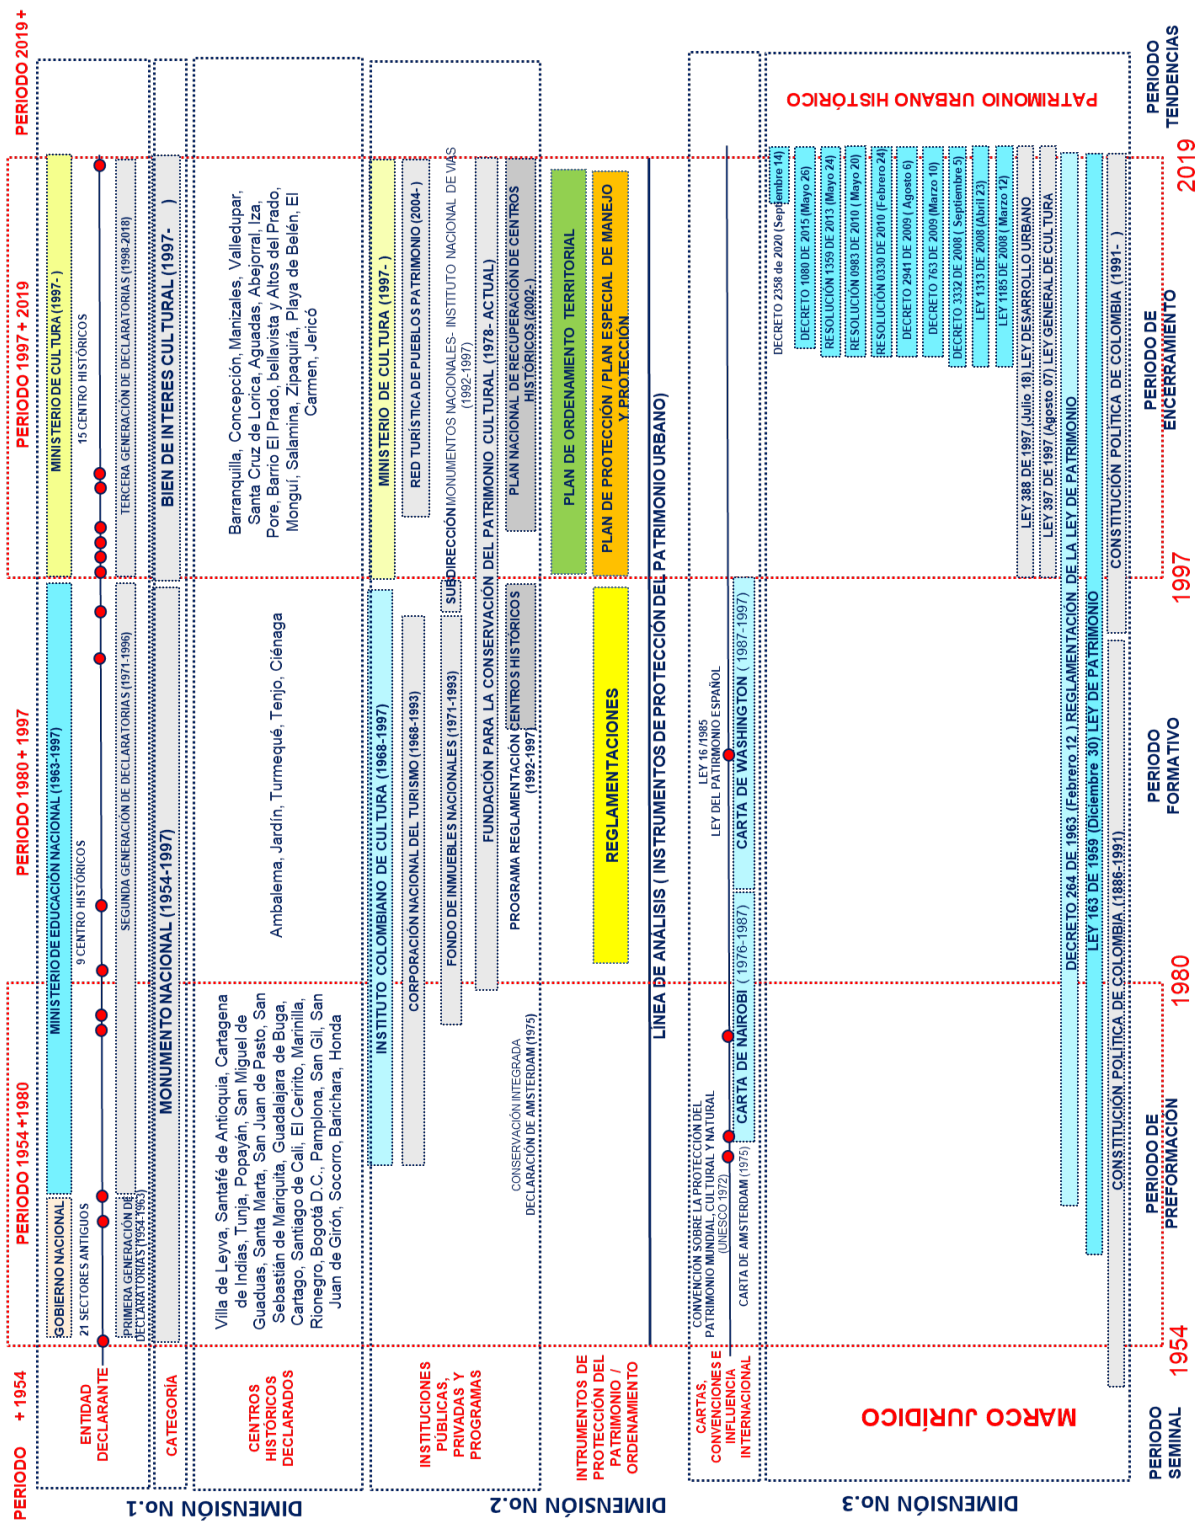 PERIODO + 1954
PERIODO 1954 +1980
PERIODO 1980 + 1997
PERIODO 1997 + 2019
PERIODO 2019 +
DIMENSIÓN No.1
ENTIDAD
DECLARANTE
GOBIERNO NACIONAL
MINISTERIO DE EDUCACION NACIONAL (1963-1997)
MINISTERIO DE CULTURA (1997- )
21 SECTORES ANTIGUOS
9 CENTRO HISTÓRICOS
15 CENTRO HISTÓRICOS
PRIMERA GENERACIÓN DE
DECLARATORIAS (1954-1963)
SEGUNDA GENERACIÓN DE DECLARATORIAS (1971-1996)
TERCERA GENERACIÓN DE DECLARATORIAS (1998-2018)
CATEGORÍA
MONUMENTO NACIONAL (1954-1997)
BIEN DE INTERES CULTURAL (1997- )
CENTROS
HISTÓRICOS
DECLARADOS
Villa de Leyva, Santafé de Antioquia, Cartagena
de Indias, Tunja, Popayán, San Miguel de
Guaduas, Santa Marta, San Juan de Pasto, San
Sebastián de Mariquita, Guadalajara de Buga,
Cartago, Santiago de Cali, El Ceririto, Marinilla,
Rionegro, Bogotá D.C., Pamplona, San Gil, San
Juan de Girón, Socorro, Barichara, Honda
Ambalema, Jardín, Turmequé, Tenjo, Ciénaga
Barranquilla, Concepción, Manizales, Valledupar,
Santa Cruz de Lorica, Aguadas, Abejorral, Iza,
Pore, Barrio El Prado, bellavista y Altos del Prado,
Monguí, Salamina, Zipaquirá, Playa de Belén, El
Carmen, Jericó
DIMENSIÓN No.2
INSTITUCIONES
PÚBLICAS,
PRIVADAS Y
PROGRAMAS
INSTITUTO COLOMBIANO DE CULTURA (1968-1997)
MINISTERIO DE CULTURA (1997- )
CORPORACIÓN NACIONAL DEL TURISMO (1968-1993)
RED TURÍSTICA DE PUEBLOS PATRIMONIO (2004- )
FONDO DE INMUEBLES NACIONALES (1971-1993)
SUBDIRECCIÓN MONUMENTOS NACIONALES- INSTITUTO NACIONAL DE VIAS
(1992-1997)
FUNDACIÓN PARA LA CONSERVACIÓN DEL PATRIMONIO CULTURAL (1978- ACTUAL)
CONSERVACIÓN INTEGRADA
DECLARACIÓN DE AMSTERDAM (1975)
PROGRAMA REGLAMENTACIÓN CENTROS HISTÓRICOS
(1992-1997)
PLAN NACIONAL DE RECUPERACIÓN DE CENTROS
HISTÓRICOS (2002-)
INTRUMENTOS DE
PROTECCIÓN DEL
PATRIMONIO /
ORDENAMIENTO
REGLAMENTACIONES
PLAN DE ORDENAMIENTO TERRITORIAL
PLAN DE PROTECCIÓN / PLAN ESPECIAL DE MANEJO
Y PROTECCIÓN
LÍNEA DE ANÁLISIS ( INSTRUMENTOS DE PROTECCIÓN DEL PATRIMONIO URBANO)
DIMENSIÓN No.3
CARTAS,
CONVENCIONES E
INFLUENCIA
INTERNACIONAL
CONVENCIÓN SOBRE LA PROTECCIÓN DEL
PATRIMONIO MUNDIAL, CULTURAL Y NATURAL
(UNESCO 1972)
CARTA DE AMSTERDAM (1975)
CARTA DE NAIROBI ( 1976-1987)
LEY 16 /1985
LEY DEL PATIRMONIO ESPAÑOL
CARTA DE WASHINGTON ( 1987-1997)
MARCO JURÍDICO
PATRIMONIO URBANO HISTÓRICO
DECRETO 2358 de 2020 (Septiembre 14)
DECRETO 1080 DE 2015 (Mayo 26)
RESOLUCION 1359 DE 2013 (Mayo 24)
RESOLUCIÓN 0983 DE 2010 ( Mayo 20)
RESOLUCIÓN 0330 DE 2010 (Febrero 24)
DECRETO 2941 DE 2009 ( Agosto 6)
DECRETO 763 DE 2009 (Marzo 10)
DECRETO 3332 DE 2008 ( Septiembre 5)
LEY 1313 DE 2008 (Abril 23)
LEY 1185 DE 2008 ( Marzo 12)
LEY 388 DE 1997 (Julio 18) LEY DESARROLLO URBANO
LEY 397 DE 1997 (Agosto 07) LEY GENERAL DE CULTURA
DECRETO 264 DE 1963 (Febrero 12 ) REGLAMENTACIÓN DE LA LEY DE PATRIMONIO
LEY 163 DE 1959 (Diciembre 30) LEY DE PATRIMONIO
CONSTITUCIÓN POLÍTICA DE COLOMBIA (1886-1991)
CONSTITUCIÓN POLÍTICA DE COLOMBIA (1991- )
PERIODO
SEMINAL
PERIODO DE
PREFORMACIÓN
PERIODO
FORMATIVO
PERIODO DE
ENCERRAMIENTO
PERIODO
TENDENCIAS
1954
1980
1997
2019